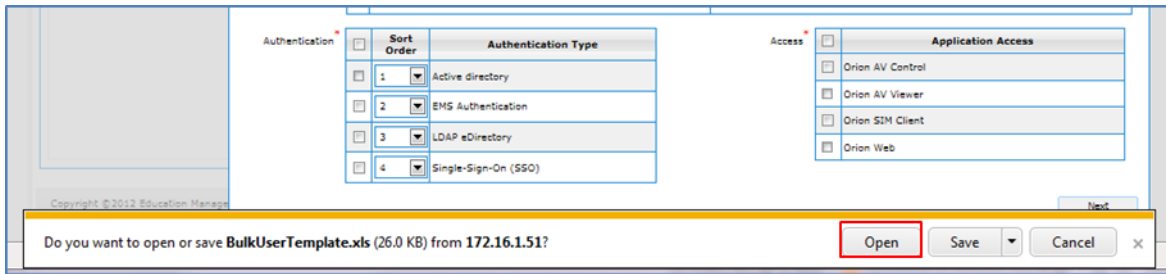 Authentication * Sort Order Authentication Type
1 Active directory
2 EMS Authentication
3 LDAP eDirectory
4 Single-Sign-On (SSO)
Access * Application Access
Orion AV Control
Orion AV Viewer
Orion SIM Client
Orion Web
Copyright ©2012 Education Manage
Next
Do you want to open or save BulkUserTemplate.xls (26.0 KB) from 172.16.1.51?
Open Save Cancel ×